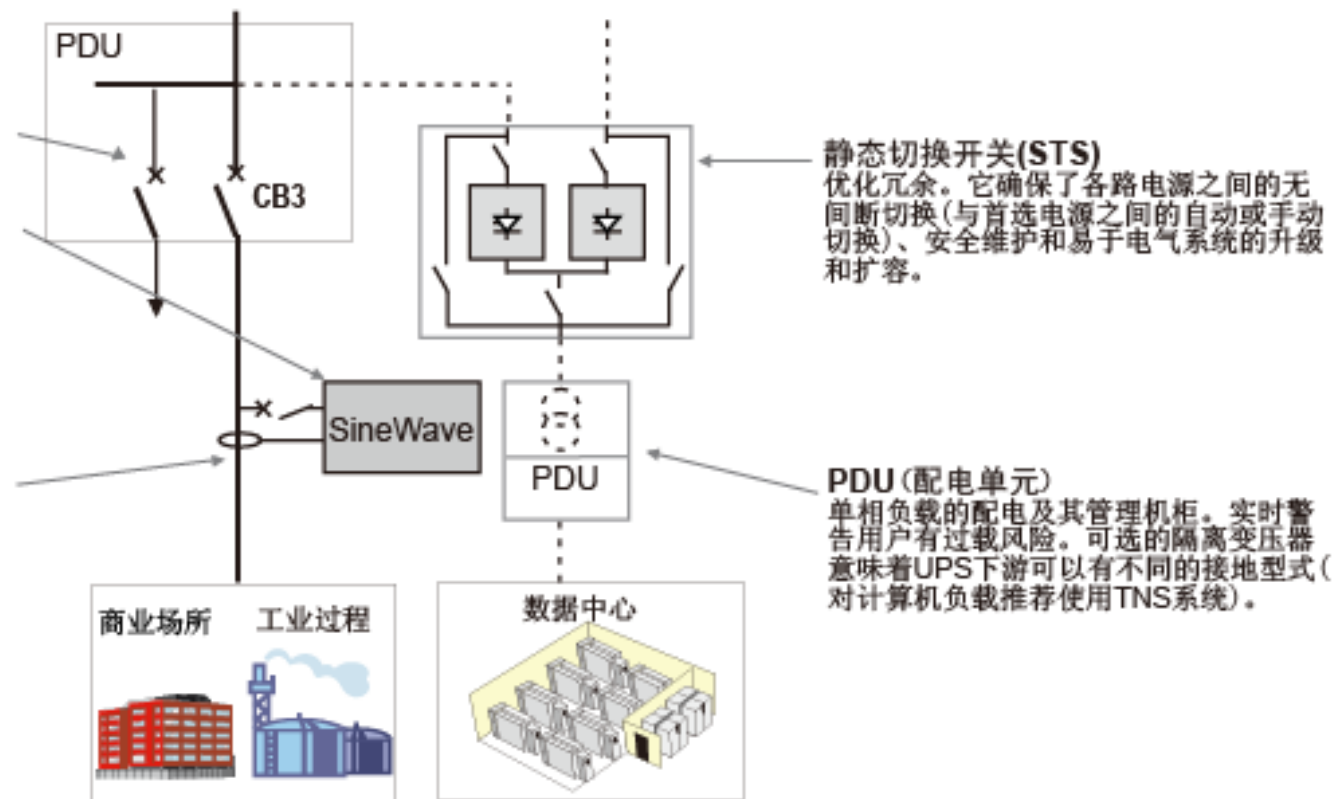 PDU
CB3
静态切换开关(STS)
优化冗余。它确保了各路电源之间的无
间断切换(与首选电源之间的自动或手动
切换)、安全维护和易于电气系统的升级
和扩容。
SineWave
PDU
PDU(配电单元)
单相负载的配电及其管理机柜。实时警
告用户有过载风险。可选的隔离变压器
意味着UPS下游可以有不同的接地型式(
对计算机负载推荐使用TNS系统)。
商业场所
工业过程
数据中心